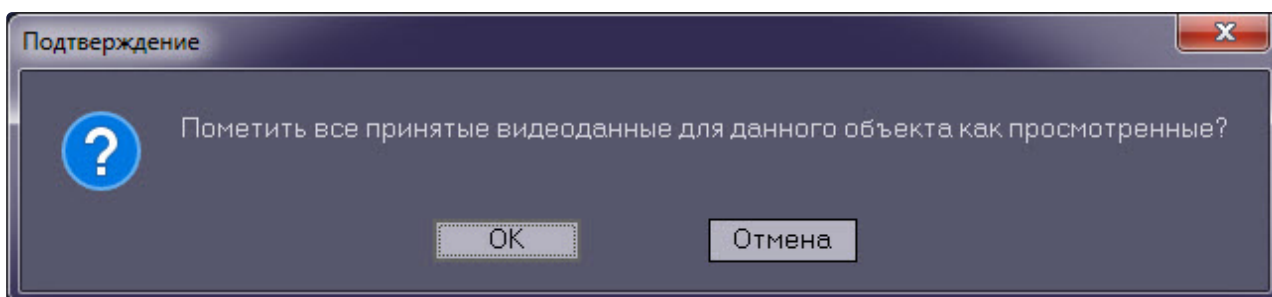 Подтверждение
Пометить все принятые видеоданные для данного объекта как просмотренные?
OK
Отмена